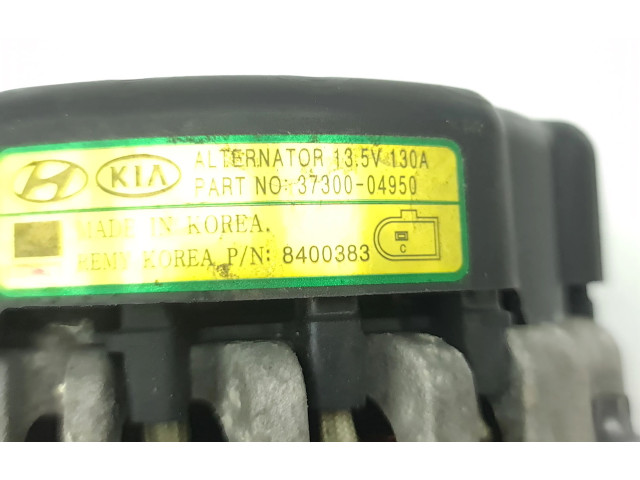 KIA ALTERNATOR 13.5V 130A
PART NO: 37300-04950
MADE IN KOREA.
REMY KOREA P/N: 8400383
C